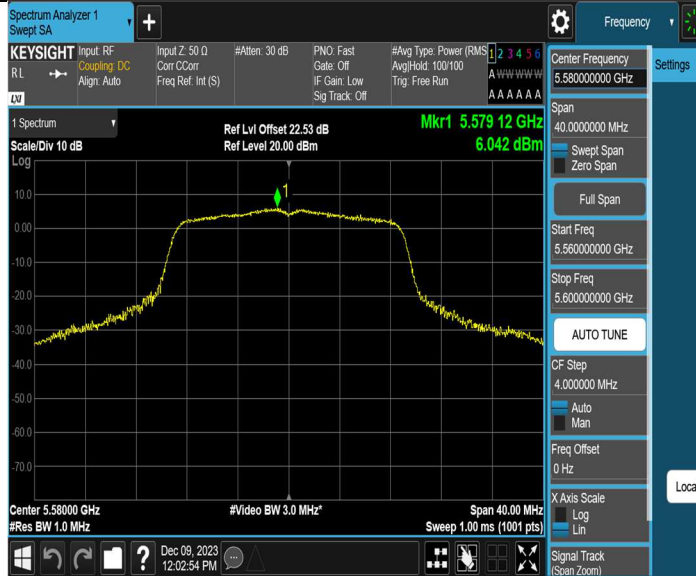 Spectrum Analyzer 1
Swept SA
+
Frequency
KEYSIGHT
RL
LXI
Input: RF
Coupling: DC
Align: Auto
Input Z: 50 Ω
Corr CCorr
Freq Ref: Int (S)
#Atten: 30 dB
PNO: Fast
Gate: Off
IF Gain: Low
Sig Track: Off
#Avg Type: Power (RMS
Avg|Hold: 100/100
Trig: Free Run
1 2 3 4 5 6
A W W W W W
A A A A A A
1 Spectrum
Scale/Div 10 dB
Log
Ref Lvl Offset 22.53 dB
Ref Level 20.00 dBm
Mkr1 5.579 12 GHz
6.042 dBm
1
10.0
0.00
-10.0
-20.0
-30.0
-40.0
-50.0
-60.0
-70.0
Center 5.58000 GHz
#Res BW 1.0 MHz
#Video BW 3.0 MHz*
Span 40.00 MHz
Sweep 1.00 ms (1001 pts)
Center Frequency
5.580000000 GHz
Span
40.0000000 MHz
Swept Span
Zero Span
Full Span
Start Freq
5.560000000 GHz
Stop Freq
5.600000000 GHz
AUTO TUNE
CF Step
4.000000 MHz
Auto
Man
Freq Offset
0 Hz
X Axis Scale
Log
Lin
Signal Track
(Span Zoom)
Settings
Loca
?
Dec 09, 2023
12:02:54 PM